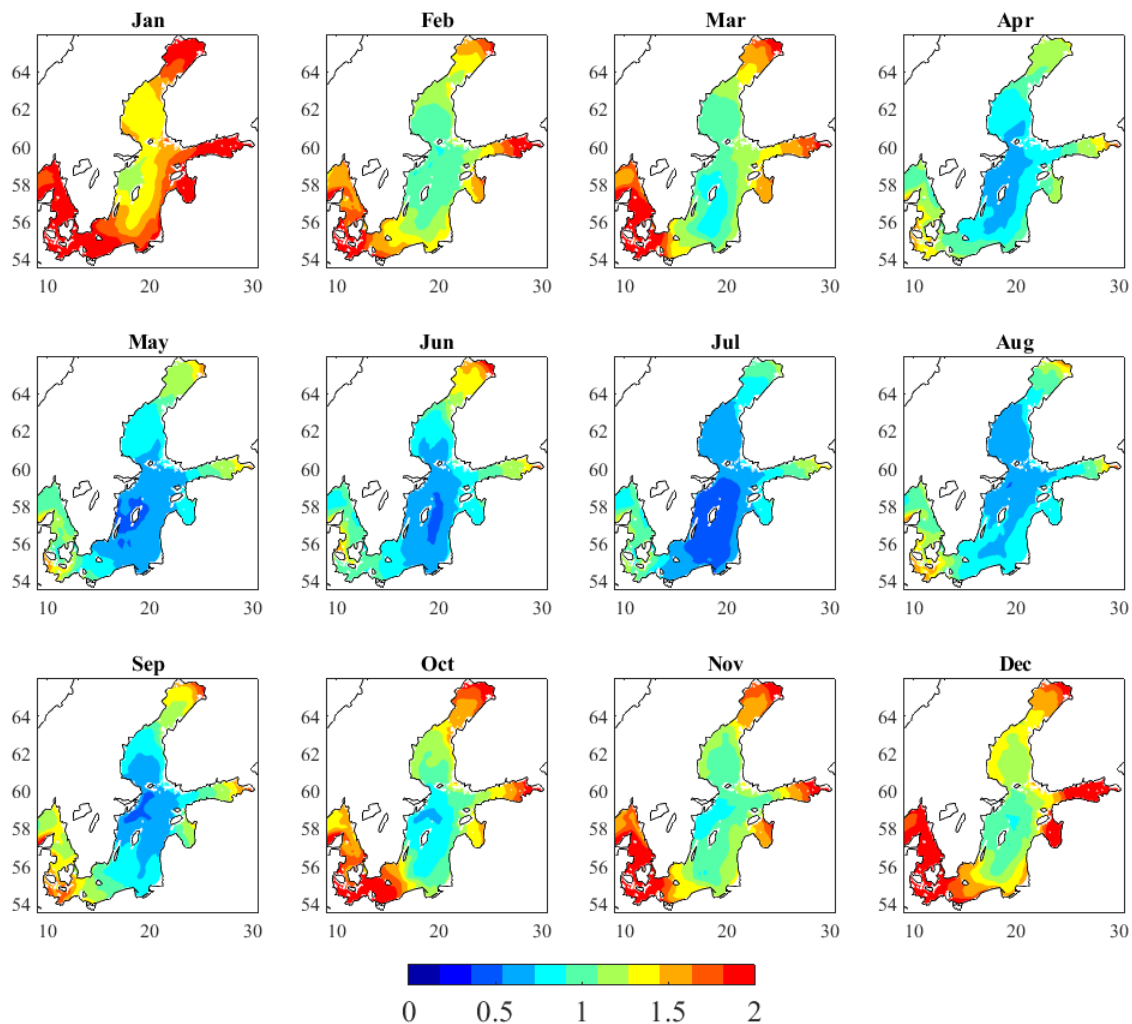 Jan Feb Mar Apr
64 64 64 64
62 62 62 62
60 60 60 60
58 58 58 58
56 56 56 56
54 54 54 54
10 20 30 10 20 30 10 20 30 10 20 30
May Jun Jul Aug
64 64 64 64
62 62 62 62
60 60 60 60
58 58 58 58
56 56 56 56
54 54 54 54
10 20 30 10 20 30 10 20 30 10 20 30
Sep Oct Nov Dec
64 64 64 64
62 62 62 62
60 60 60 60
58 58 58 58
56 56 56 56
54 54 54 54
10 20 30 10 20 30 10 20 30 10 20 30
0 0.5 1 1.5 2